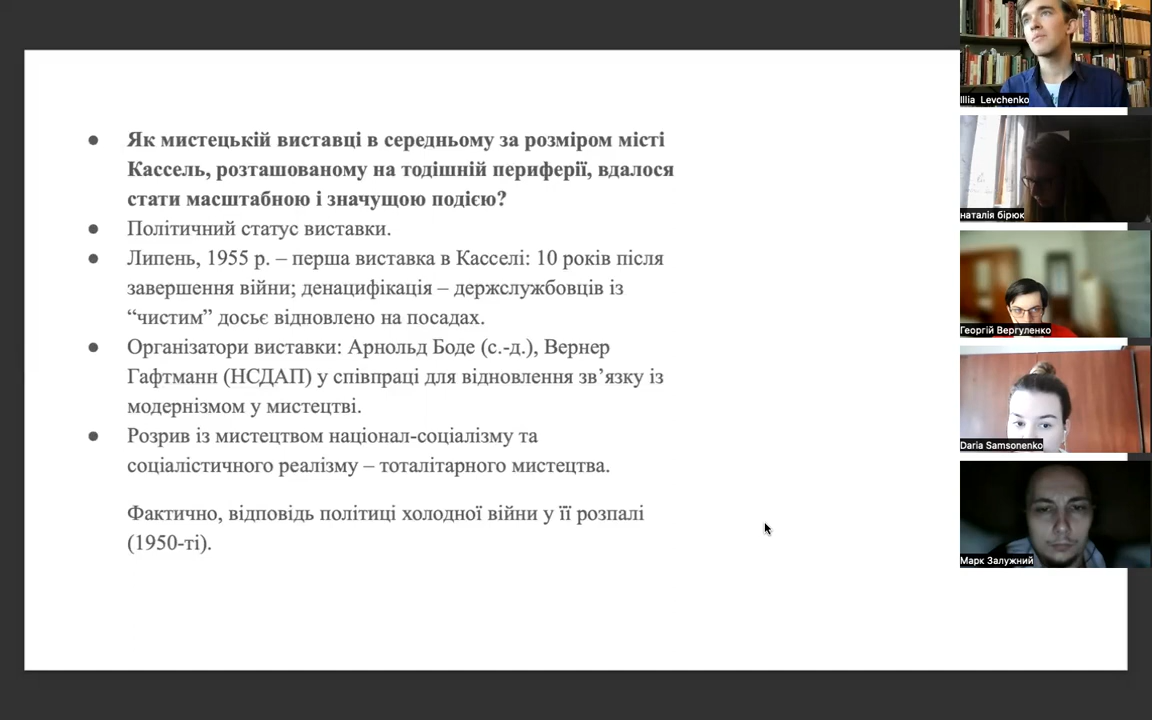 ● Як мистецькій виставці в середньому за розміром місті
Кассель, розташованому на тодішній периферії, вдалося
стати масштабною і значущою подією?
● Політичний статус виставки.
● Липень, 1955 р. – перша виставка в Касселі: 10 років після
завершення війни; денацифікація – держслужбовців із
“чистим” досьє відновлено на посадах.
● Організатори виставки: Арнольд Боде (с.-д.), Вернер
Гафтманн (НСДАП) у співпраці для відновлення зв’язку із
модернізмом у мистецтві.
● Розрив із мистецтвом націонал-соціалізму та
соціалістичного реалізму – тоталітарного мистецтва.
Фактично, відповідь політиці холодної війни у її розпалі
(1950-ті).
Illia Levchenko
наталія бірюк
Георгій Вергуленко
Daria Samsonenko
Марк Залужний